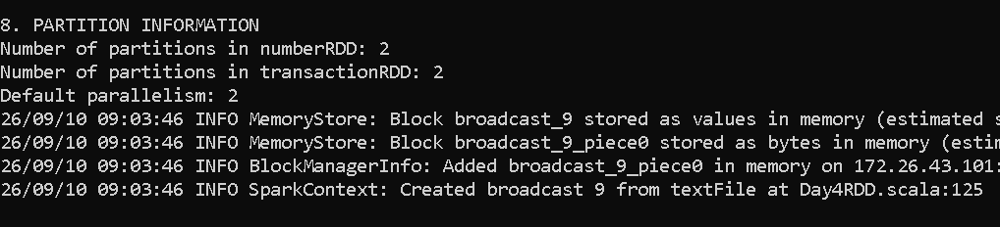 8. PARTITION INFORMATION
Number of partitions in numberRDD: 2
Number of partitions in transactionRDD: 2
Default parallelism: 2
26/09/10 09:03:46 INFO MemoryStore: Block broadcast_9 stored as values in memory (estimated s
26/09/10 09:03:46 INFO MemoryStore: Block broadcast_9_piece0 stored as bytes in memory (estim
26/09/10 09:03:46 INFO BlockManagerInfo: Added broadcast_9_piece0 in memory on 172.26.43.101:
26/09/10 09:03:46 INFO SparkContext: Created broadcast 9 from textFile at Day4RDD.scala:125